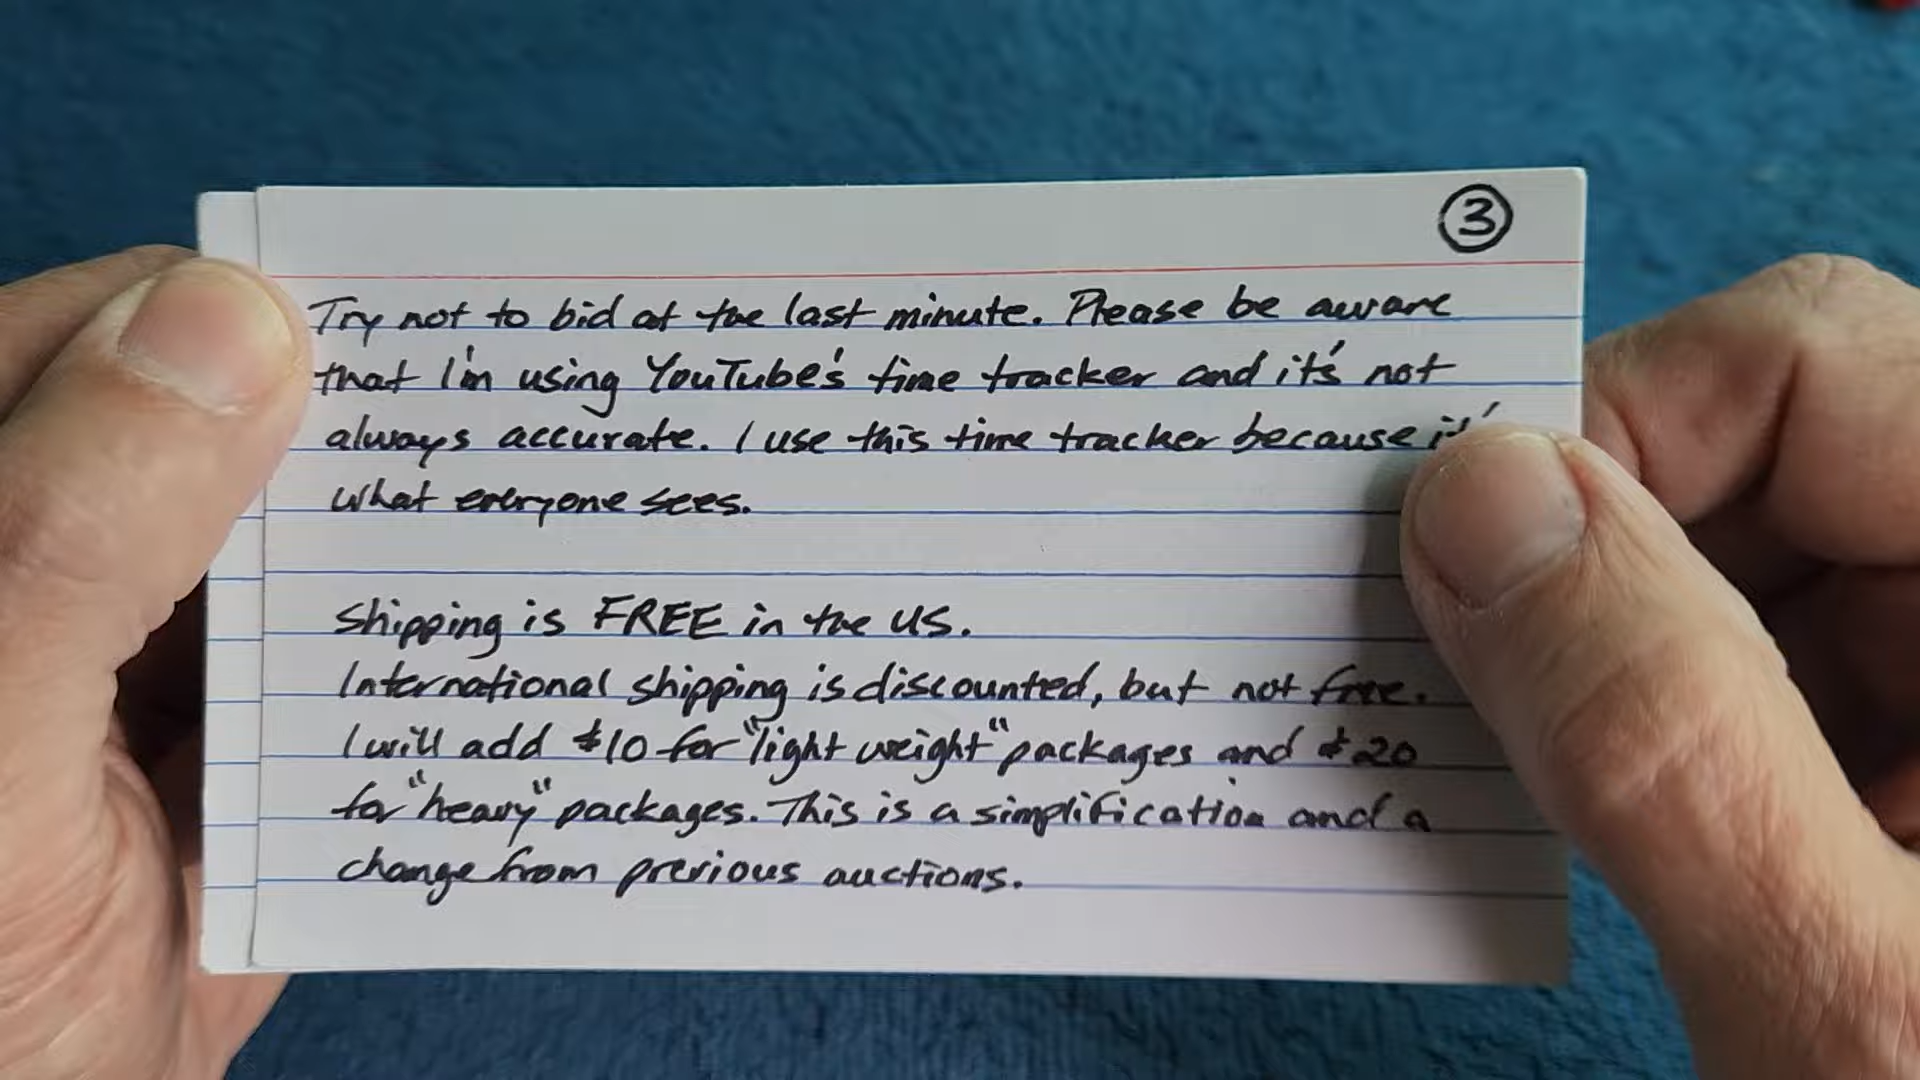 3
Try not to bid at the last minute. Please be aware
that I'm using YouTube's time tracker and it's not
always accurate. I use this time tracker because
what everyone sees.
Shipping is FREE in the US.
International shipping is discounted, but not free.
I will add $10 for "light weight" packages and $20
for "heavy" packages. This is a simplification and a
change from previous auctions.